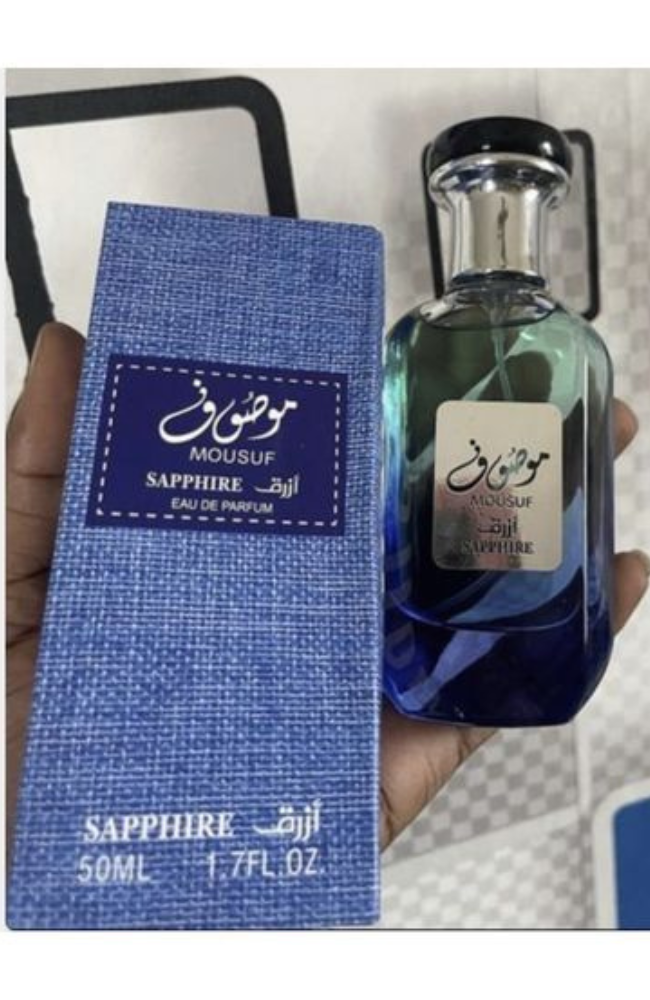 موصوف
MOUSUF
SAPPHIRE أزرق
EAU DE PARFUM
SAPPHIRE أزرق
50ML 1.7FL.OZ.
موصوف
MOUSUF
أزرق
SAPPHIRE